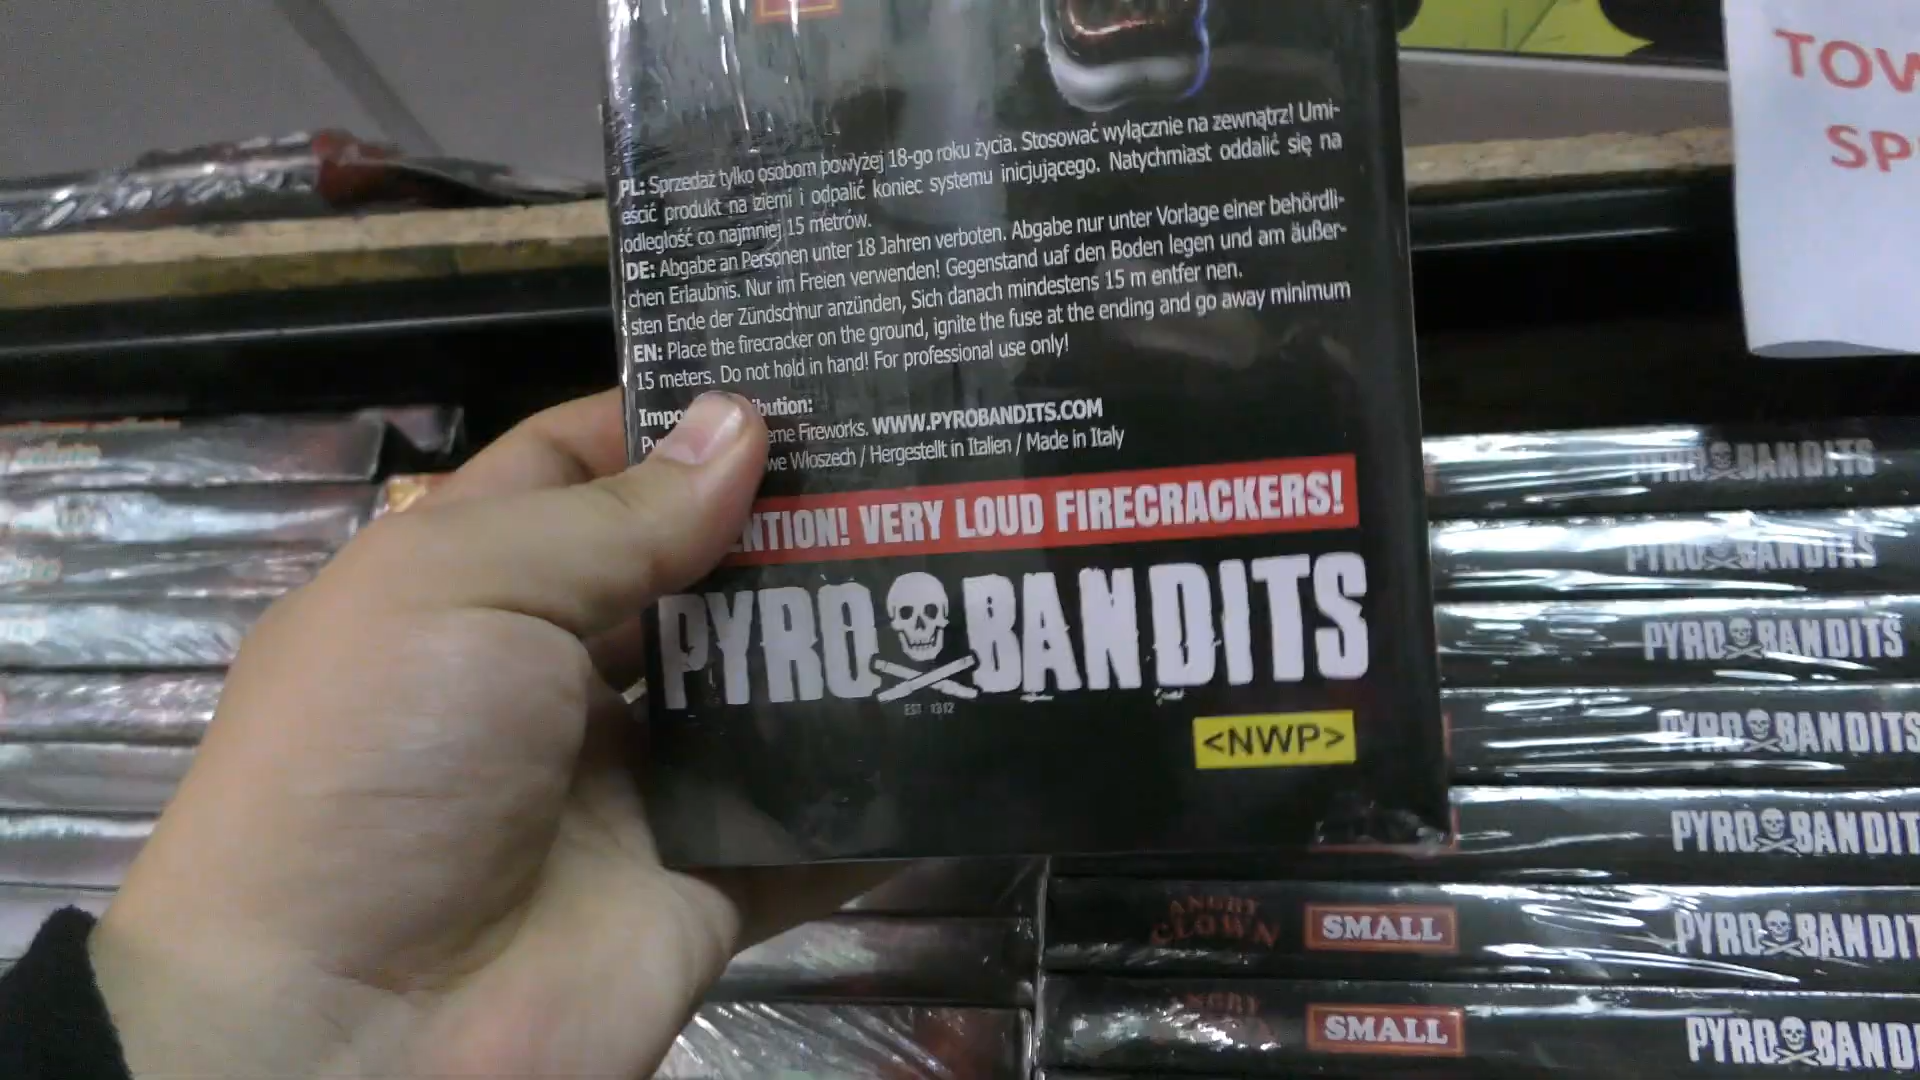 PL: Sprzedaż tylko osobom powyżej 18-go roku życia. Stosować wyłącznie na zewnątrz! Umi-
eścić produkt na ziemi i odpalić koniec systemu inicjującego. Natychmiast oddalić się na
odległość co najmniej 15 metrów.
DE: Abgabe an Personen unter 18 Jahren verboten. Abgabe nur unter Vorlage einer behördli-
chen Erlaubnis. Nur im Freien verwenden! Gegenstand uaf den Boden legen und am äußer-
sten Ende der Zündschnur anzünden, Sich danach mindestens 15 m entfer nen.
EN: Place the firecracker on the ground, ignite the fuse at the ending and go away minimum
15 meters. Do not hold in hand! For professional use only!
Fireworks. WWW.PYROBANDITS.COM
Włoszech / Hergestellt in Italien / Made in Italy
VERY LOUD FIRECRACKERS!
PYRO BANDITS
EST 1312
<NWP>
PYRO BANDITS
PYRO BANDITS
PYRO BANDITS
PYRO BANDITS
PYRO
ANGRY CLOWN SMALL PYRO
ANGRY SMALL PYRO